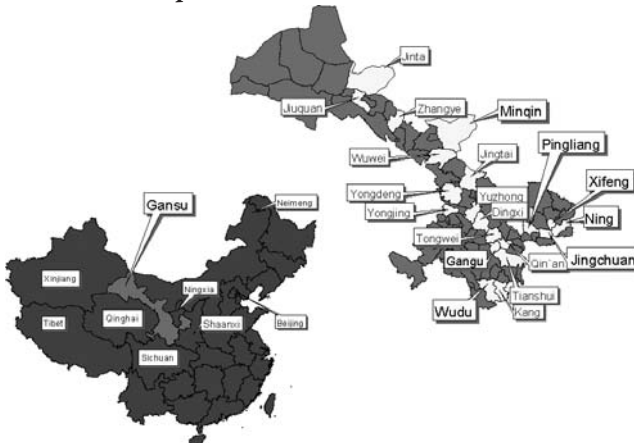 Jinta
Jiuquan
Zhangye
Minqin
Wuwei
Jingtai
Pingliang
Xifeng
Yongdeng
Yuzhong
Ning
Yongjing
Dingxi
Tongwei
Gangu
Qin'an
Jingchuan
Tianshui
Wudu
Kang
Neimeng
Gansu
Xinjiang
Ningxia
Tibet
Qinghai
Shaanxi
Beijing
Sichuan